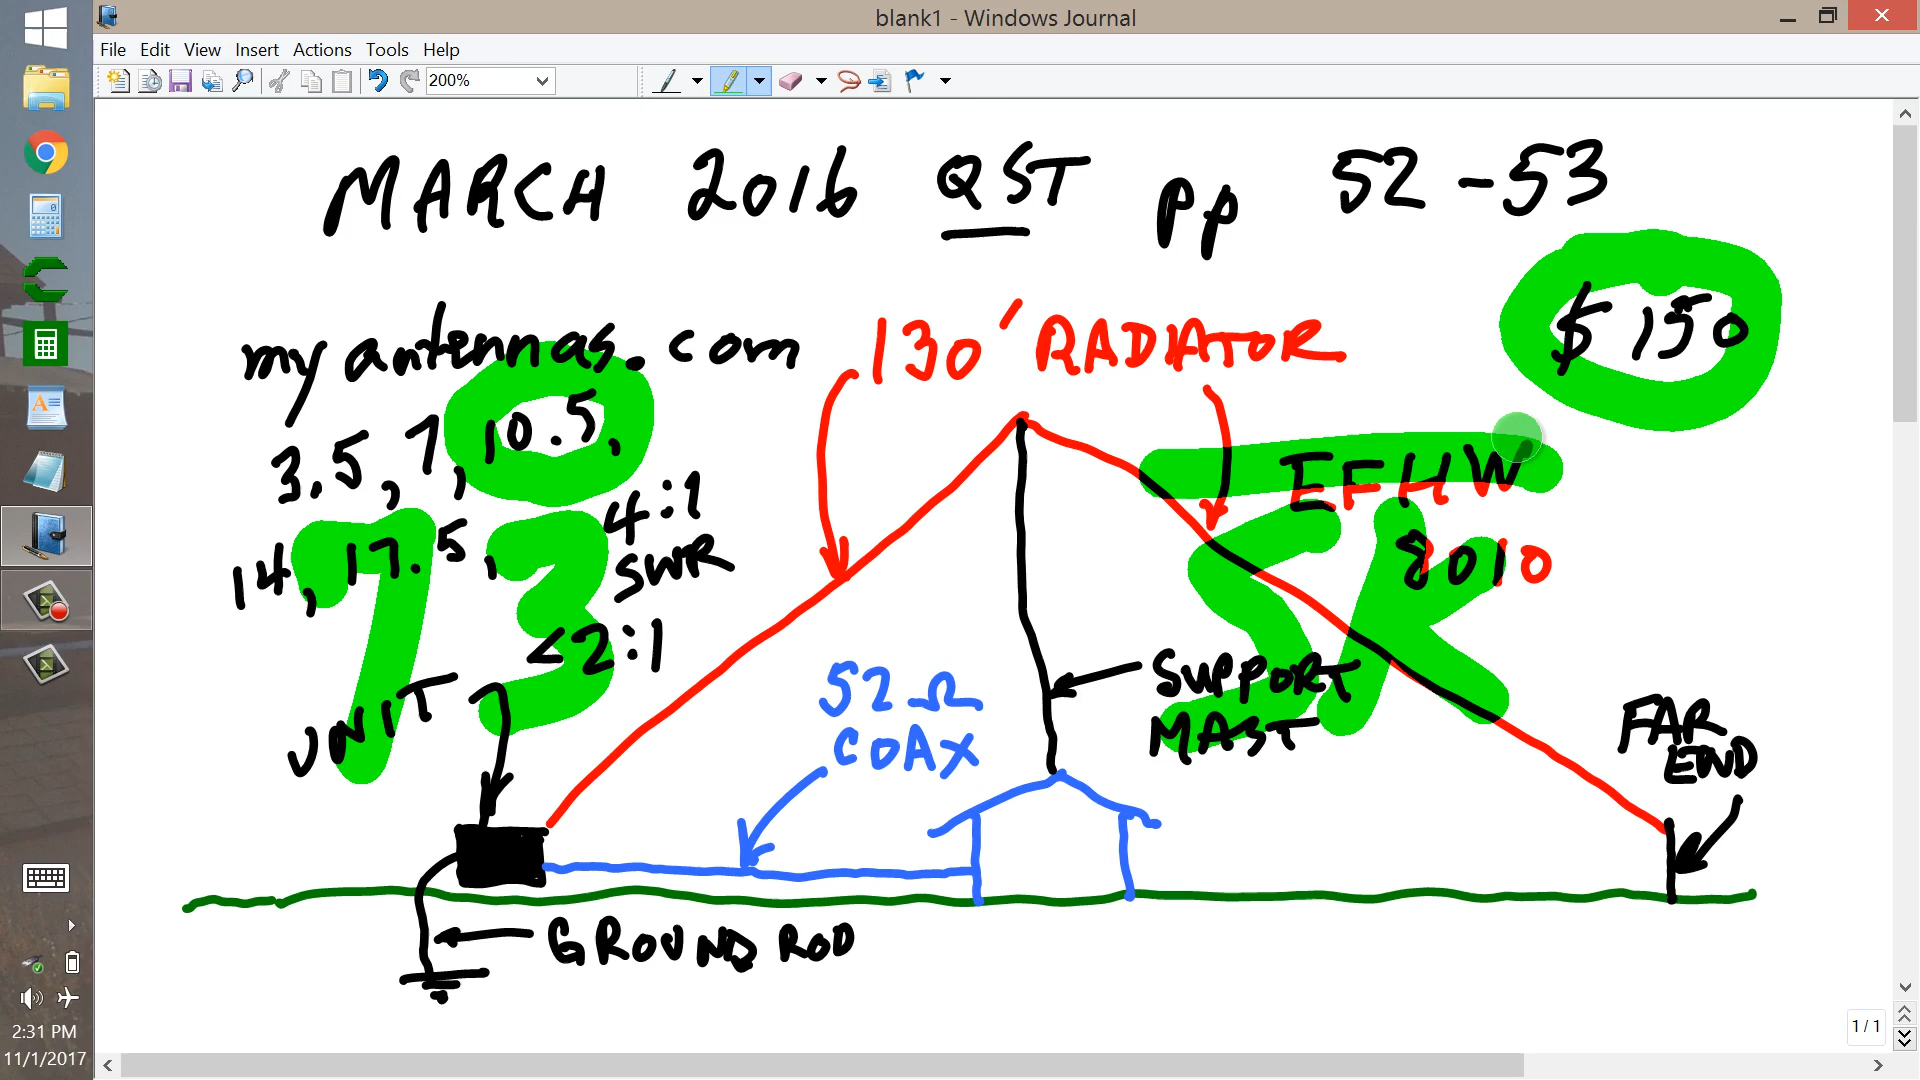 blank1 - Windows Journal
File Edit View Insert Actions Tools Help
200%
MARCH 2016 QST pp 52-53
$150
myantennas.com
130' RADIATOR
3.5, 7, 10.5,
14, 17.5,
4:1
SWR
<2:1
73
EFHW
8010
SK
UNIT
52 Ω
COAX
SUPPORT
MAST
FAR
END
GROUND ROD
1 / 1
2:31 PM
11/1/2017